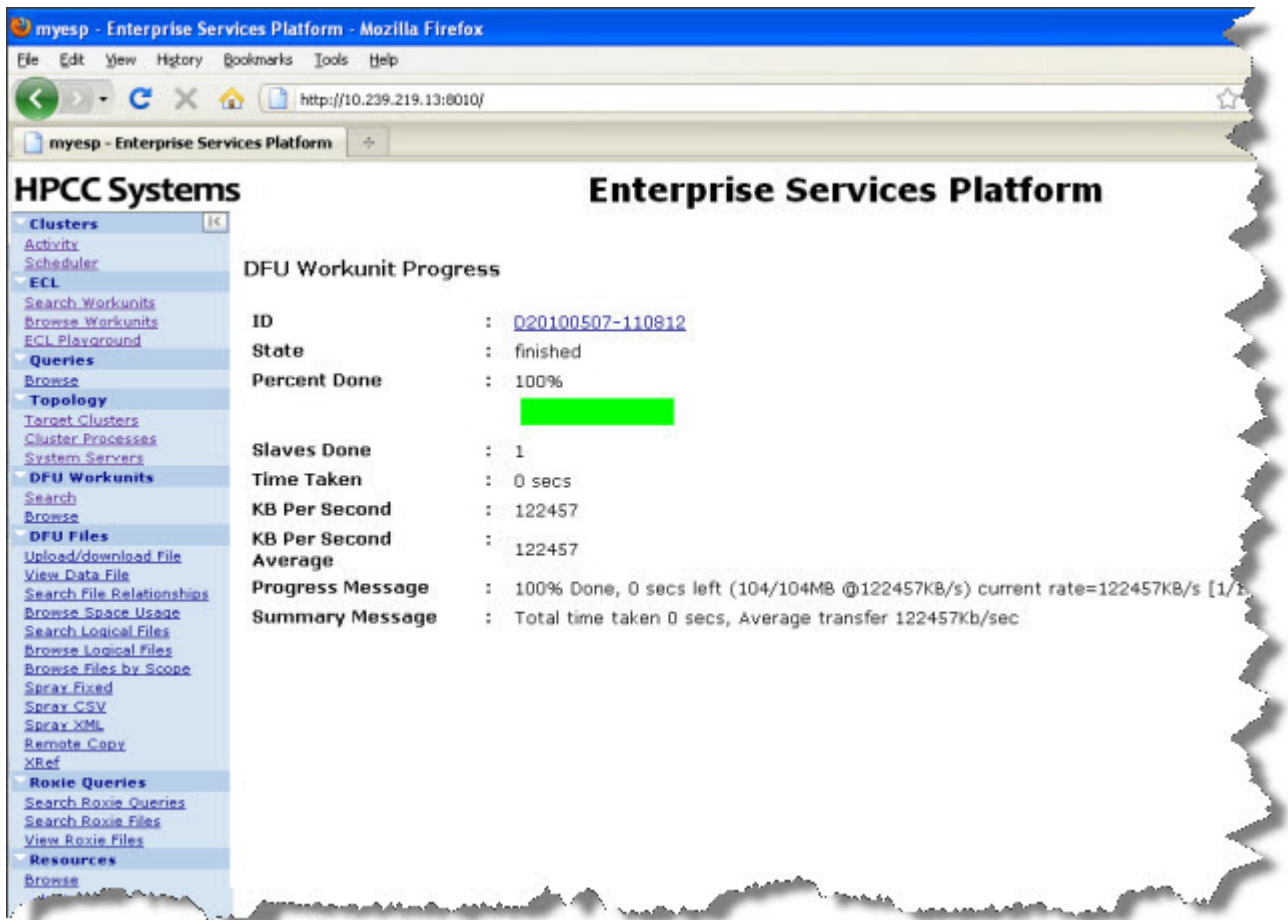 myesp - Enterprise Services Platform - Mozilla Firefox
File Edit View History Bookmarks Tools Help
http://10.239.219.13:8010/
myesp - Enterprise Services Platform
HPCC Systems
Enterprise Services Platform
Clusters
Activity
Scheduler
ECL
Search Workunits
Browse Workunits
ECL Playground
Queries
Browse
Topology
Target Clusters
Cluster Processes
System Servers
DFU Workunits
Search
Browse
DFU Files
Upload/download File
View Data File
Search File Relationships
Browse Space Usage
Search Logical Files
Browse Logical Files
Browse Files by Scope
Spray Fixed
Spray CSV
Spray XML
Remote Copy
XRef
Roxie Queries
Search Roxie Queries
Search Roxie Files
View Roxie Files
Resources
Browse
DFU Workunit Progress
ID : D20100507-110812
State : finished
Percent Done : 100%
Slaves Done : 1
Time Taken : 0 secs
KB Per Second : 122457
KB Per Second Average : 122457
Progress Message : 100% Done, 0 secs left (104/104MB @122457KB/s) current rate=122457KB/s [1/1
Summary Message : Total time taken 0 secs, Average transfer 122457Kb/sec